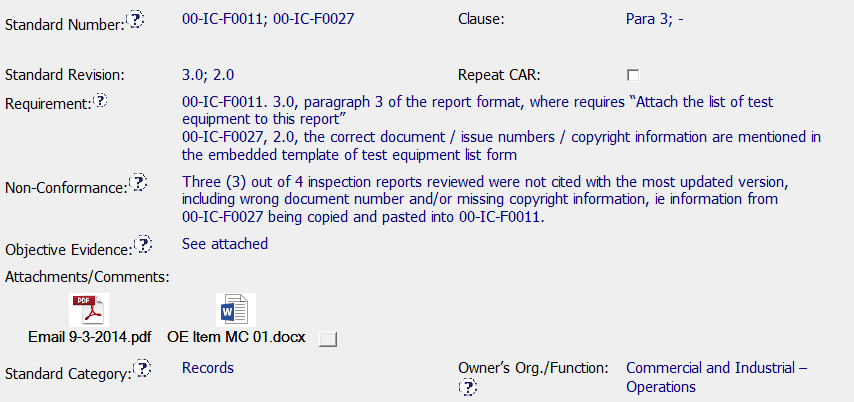 Standard Number: ? 00-IC-F0011; 00-IC-F0027 Clause: Para 3; -
Standard Revision: 3.0; 2.0 Repeat CAR:
Requirement: ? 00-IC-F0011. 3.0, paragraph 3 of the report format, where requires “Attach the list of test
equipment to this report”
00-IC-F0027, 2.0, the correct document / issue numbers / copyright information are mentioned in
the embedded template of test equipment list form
Non-Conformance: ? Three (3) out of 4 inspection reports reviewed were not cited with the most updated version,
including wrong document number and/or missing copyright information, ie information from
00-IC-F0027 being copied and pasted into 00-IC-F0011.
Objective Evidence: ? See attached
Attachments/Comments:
PDF W
Email 9-3-2014.pdf OE Item MC 01.docx
Standard Category: ? Records Owner’s Org./Function: Commercial and Industrial –
? Operations